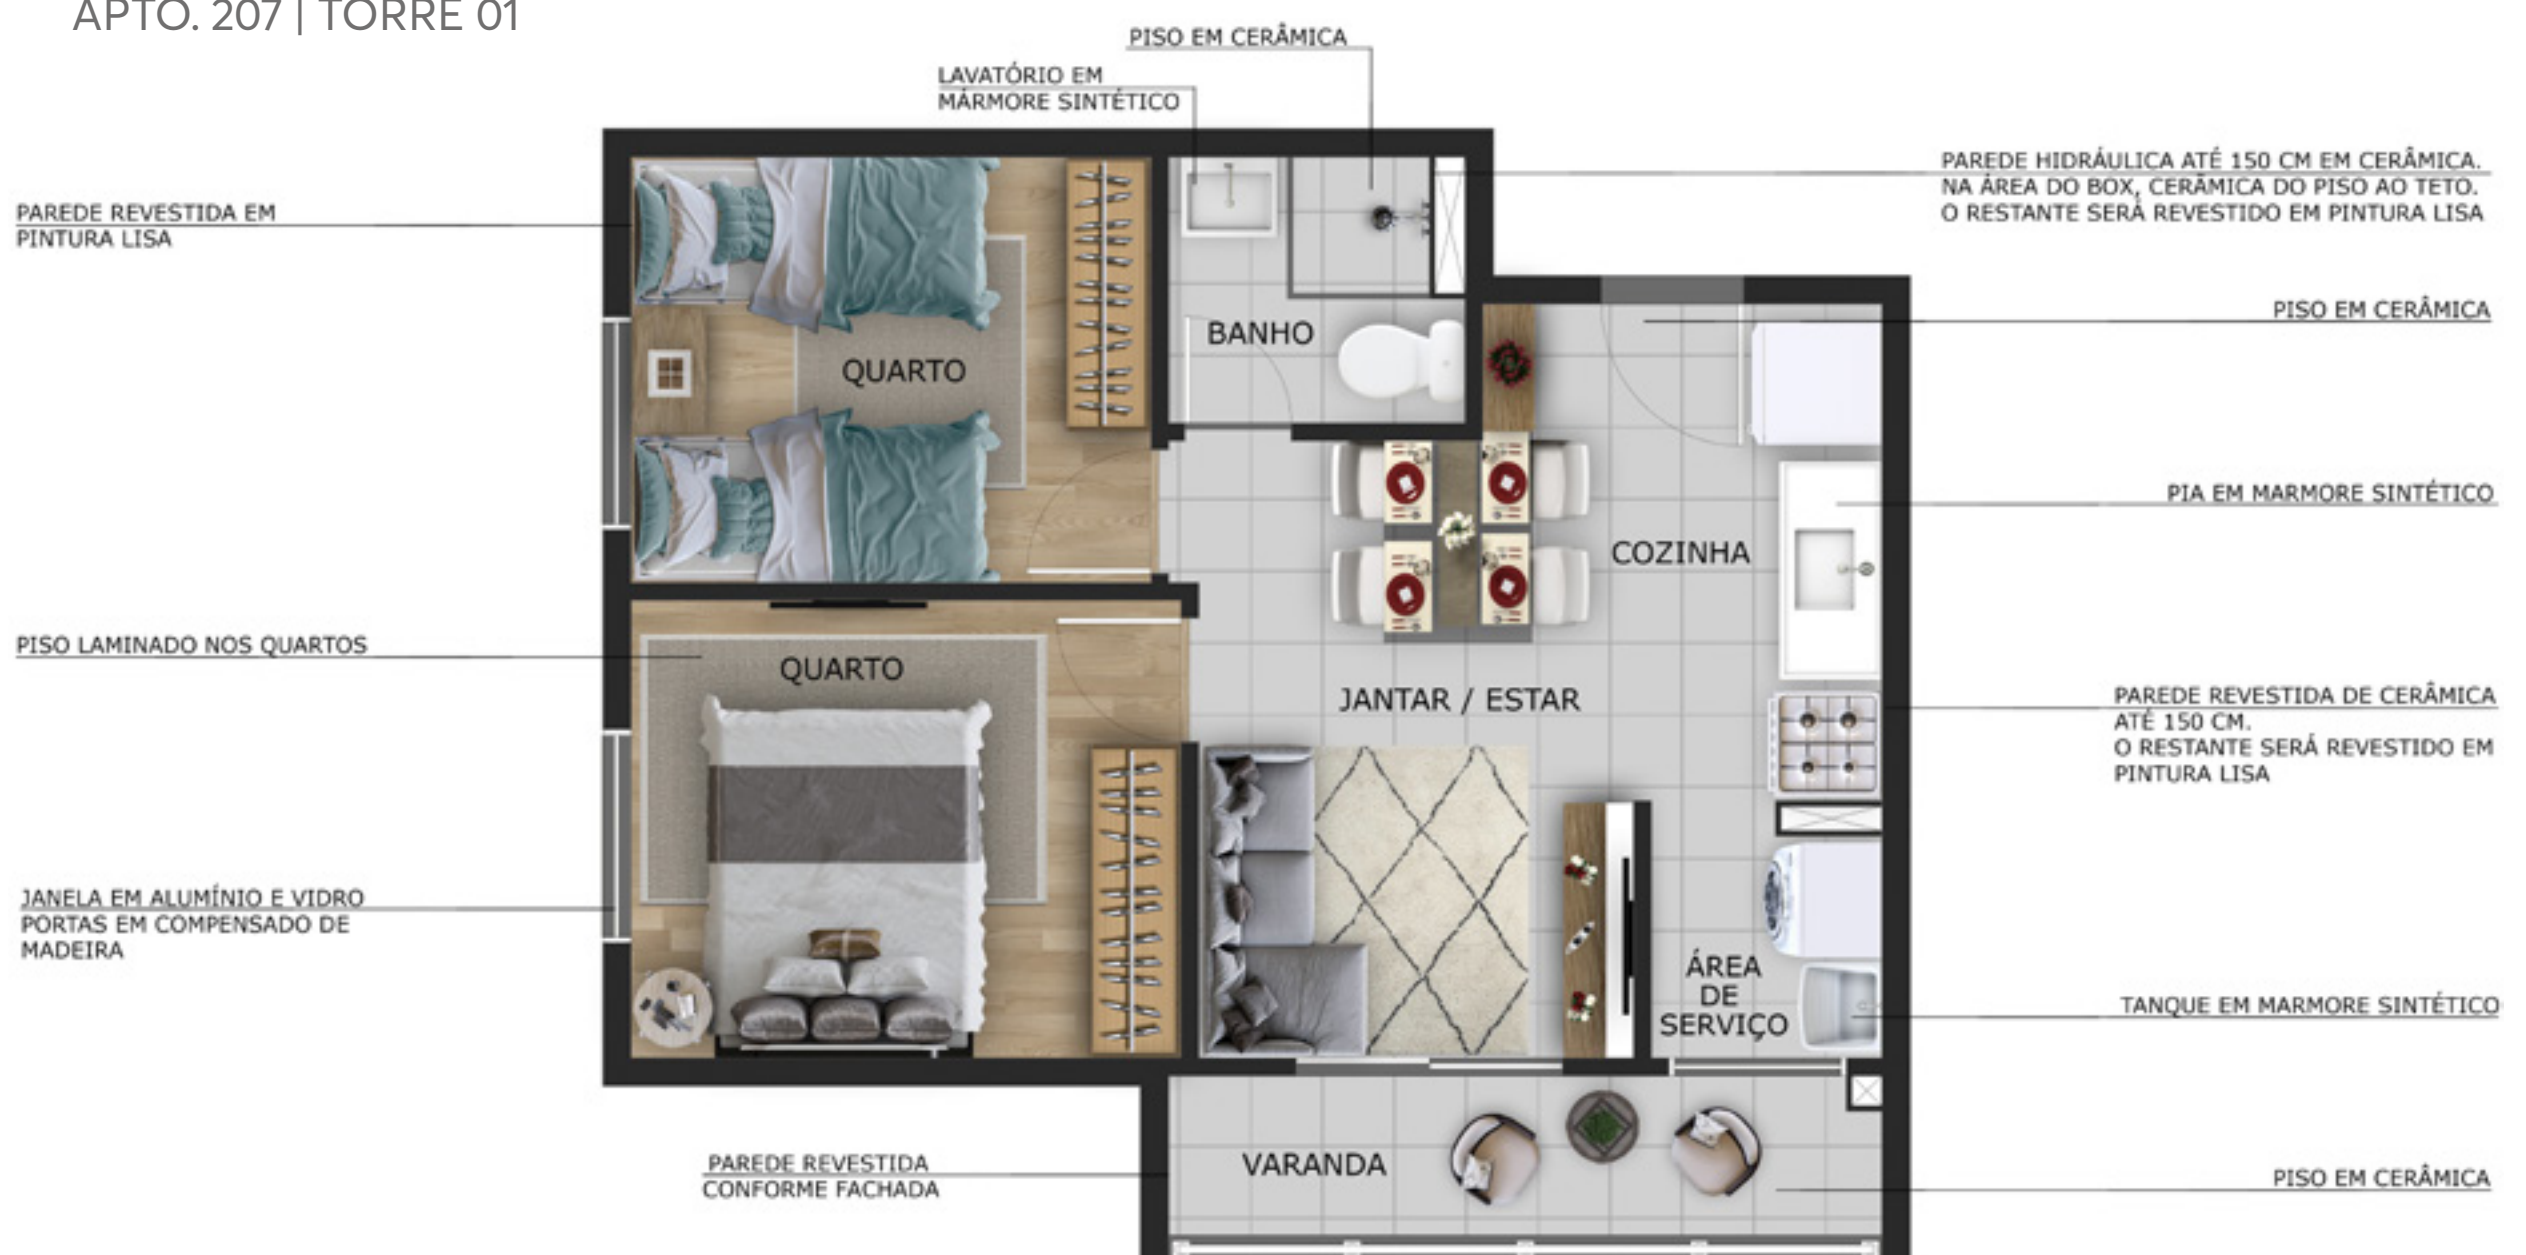 APTO. 207 | TORRE 01
PISO EM CERÂMICA
LAVATÓRIO EM
MÁRMORE SINTÉTICO
PAREDE HIDRÁULICA ATÉ 150 CM EM CERÂMICA.
NA ÁREA DO BOX, CERÂMICA DO PISO AO TETO.
O RESTANTE SERÁ REVESTIDO EM PINTURA LISA
PAREDE REVESTIDA EM
PINTURA LISA
PISO EM CERÂMICA
BANHO
QUARTO
PIA EM MARMORE SINTÉTICO
COZINHA
PISO LAMINADO NOS QUARTOS
QUARTO
JANTAR / ESTAR
PAREDE REVESTIDA DE CERÂMICA
ATÉ 150 CM.
O RESTANTE SERÁ REVESTIDO EM
PINTURA LISA
JANELA EM ALUMÍNIO E VIDRO
PORTAS EM COMPENSADO DE
MADEIRA
ÁREA
DE
SERVIÇO
TANQUE EM MARMORE SINTÉTICO
PAREDE REVESTIDA
CONFORME FACHADA
VARANDA
PISO EM CERÂMICA